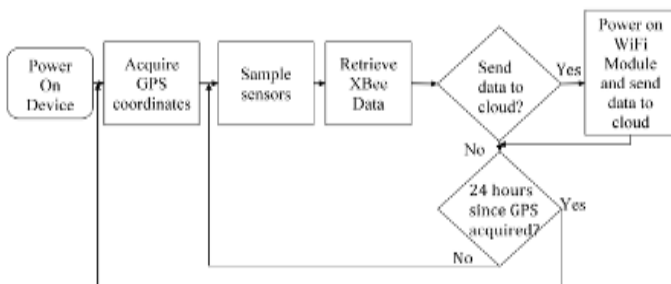 Power
On
Device
Acquire
GPS
coordinates
Sample
sensors
Retrieve
XBee
Data
Send
data to
cloud?
Yes
Power on
WiFi
Module
and send
data to
cloud
No
24 hours
since GPS
acquired?
Yes
No